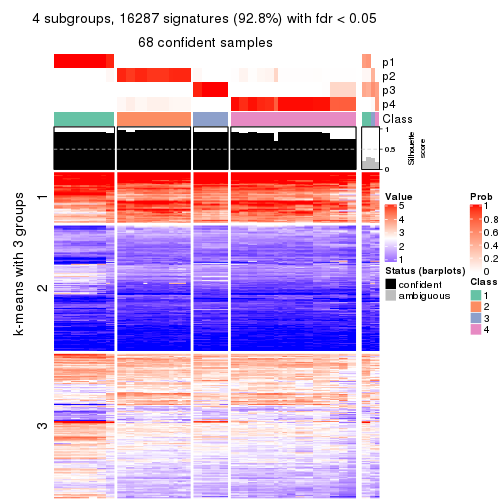 4 subgroups, 16287 signatures (92.8%) with fdr < 0.05
68 confident samples
p1
p2
p3
p4
Class
1
0.5
0
Silhouette
score
k-means with 3 groups
1
2
3
Value
5
4
3
2
1
Status (barplots)
confident
ambiguous
Prob
1
0.8
0.6
0.4
0.2
0
Class
1
2
3
4